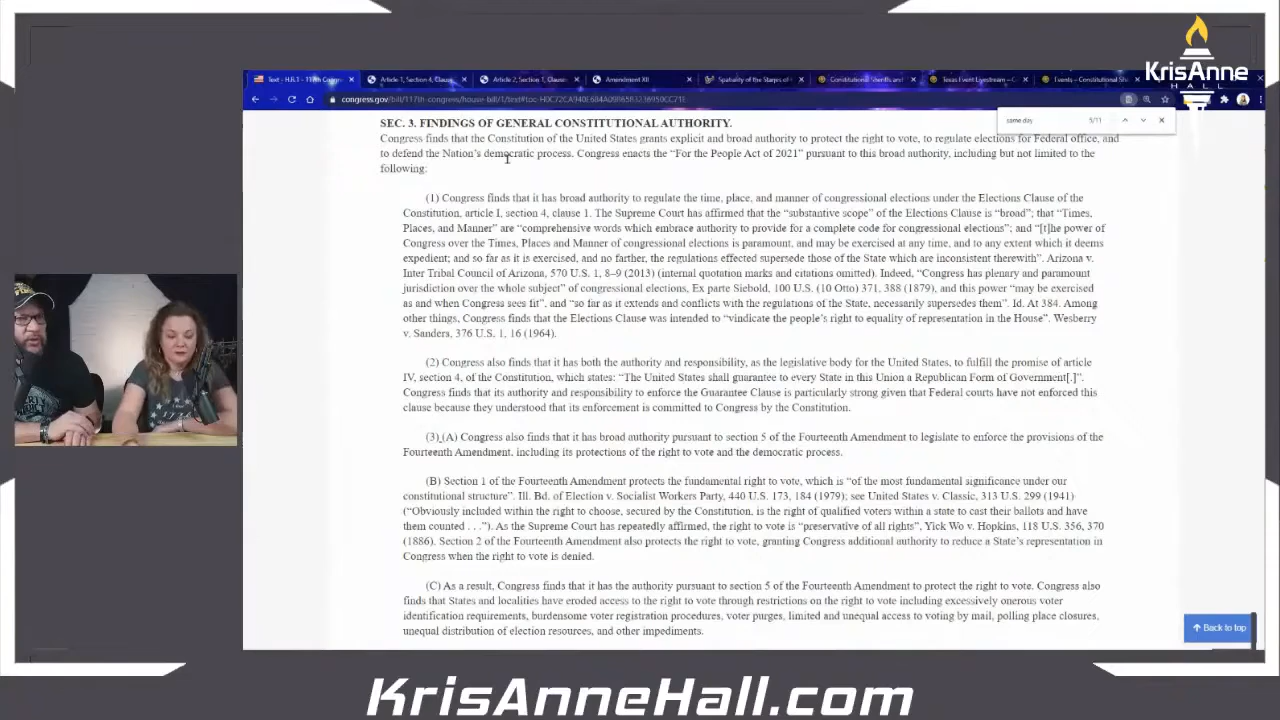 KrisAnne
HALL
Text - H.R.1 - 117th Congr
Article 1, Section 4, Clause
Article 2, Section 1, Clause
Amendment XII
Constitutional Sheriffs and
Texas Event Livestream – C
Events – Constitutional She
same day
5/11
SEC. 3. FINDINGS OF GENERAL CONSTITUTIONAL AUTHORITY.
Congress finds that the Constitution of the United States grants explicit and broad authority to protect the right to vote, to regulate elections for Federal office, and
to defend the Nation's democratic process. Congress enacts the “For the People Act of 2021” pursuant to this broad authority, including but not limited to the
following:
(1) Congress finds that it has broad authority to regulate the time, place, and manner of congressional elections under the Elections Clause of the
Constitution, article I, section 4, clause 1. The Supreme Court has affirmed that the “substantive scope” of the Elections Clause is “broad”; that “Times,
Places, and Manner” are “comprehensive words which embrace authority to provide for a complete code for congressional elections”; and “[t]he power of
Congress over the Times, Places and Manner of congressional elections is paramount, and may be exercised at any time, and to any extent which it deems
expedient; and so far as it is exercised, and no farther, the regulations effected supersede those of the State which are inconsistent therewith”. Arizona v.
Inter Tribal Council of Arizona, 570 U.S. 1, 8–9 (2013) (internal quotation marks and citations omitted). Indeed, “Congress has plenary and paramount
jurisdiction over the whole subject” of congressional elections, Ex parte Siebold, 100 U.S. (10 Otto) 371, 388 (1879), and this power “may be exercised
as and when Congress sees fit”, and “so far as it extends and conflicts with the regulations of the State, necessarily supersedes them”. Id. At 384. Among
other things, Congress finds that the Elections Clause was intended to “vindicate the people's right to equality of representation in the House”. Wesberry
v. Sanders, 376 U.S. 1, 16 (1964).
(2) Congress also finds that it has both the authority and responsibility, as the legislative body for the United States, to fulfill the promise of article
IV, section 4, of the Constitution, which states: “The United States shall guarantee to every State in this Union a Republican Form of Government[.]”.
Congress finds that its authority and responsibility to enforce the Guarantee Clause is particularly strong given that Federal courts have not enforced this
clause because they understood that its enforcement is committed to Congress by the Constitution.
(3) (A) Congress also finds that it has broad authority pursuant to section 5 of the Fourteenth Amendment to legislate to enforce the provisions of the
Fourteenth Amendment, including its protections of the right to vote and the democratic process.
(B) Section 1 of the Fourteenth Amendment protects the fundamental right to vote, which is “of the most fundamental significance under our
constitutional structure”. Ill. Bd. of Election v. Socialist Workers Party, 440 U.S. 173, 184 (1979); see United States v. Classic, 313 U.S. 299 (1941)
(“Obviously included within the right to choose, secured by the Constitution, is the right of qualified voters within a state to cast their ballots and have
them counted . . .”). As the Supreme Court has repeatedly affirmed, the right to vote is “preservative of all rights”, Yick Wo v. Hopkins, 118 U.S. 356, 370
(1886). Section 2 of the Fourteenth Amendment also protects the right to vote, granting Congress additional authority to reduce a State's representation in
Congress when the right to vote is denied.
(C) As a result, Congress finds that it has the authority pursuant to section 5 of the Fourteenth Amendment to protect the right to vote. Congress also
finds that States and localities have eroded access to the right to vote through restrictions on the right to vote including excessively onerous voter
identification requirements, burdensome voter registration procedures, voter purges, limited and unequal access to voting by mail, polling place closures,
unequal distribution of election resources, and other impediments.
Back to top
KrisAnneHall.com